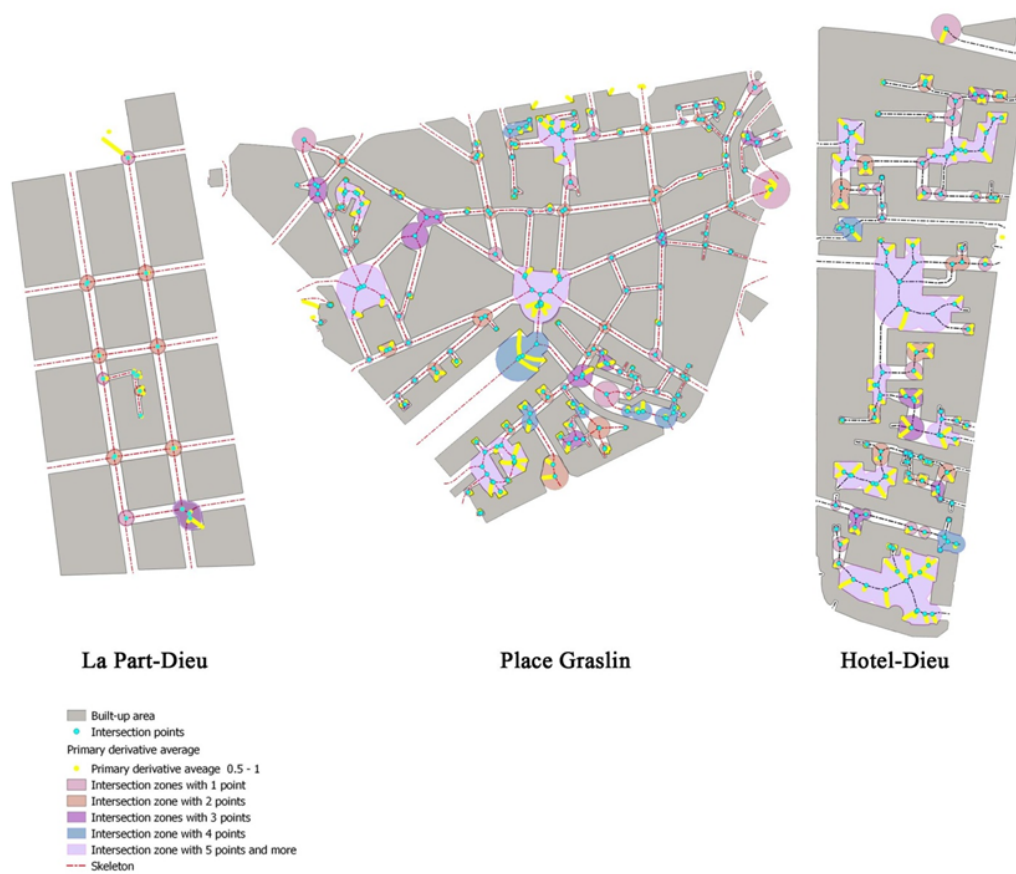 La Part-Dieu
Place Graslin
Hotel-Dieu
Built-up area
Intersection points
Primary derivative average
Primary derivative aveage 0.5 - 1
Intersection zones with 1 point
Intersection zone with 2 points
Intersection zones with 3 points
Intersection zone with 4 points
Intersection zone with 5 points and more
Skeleton